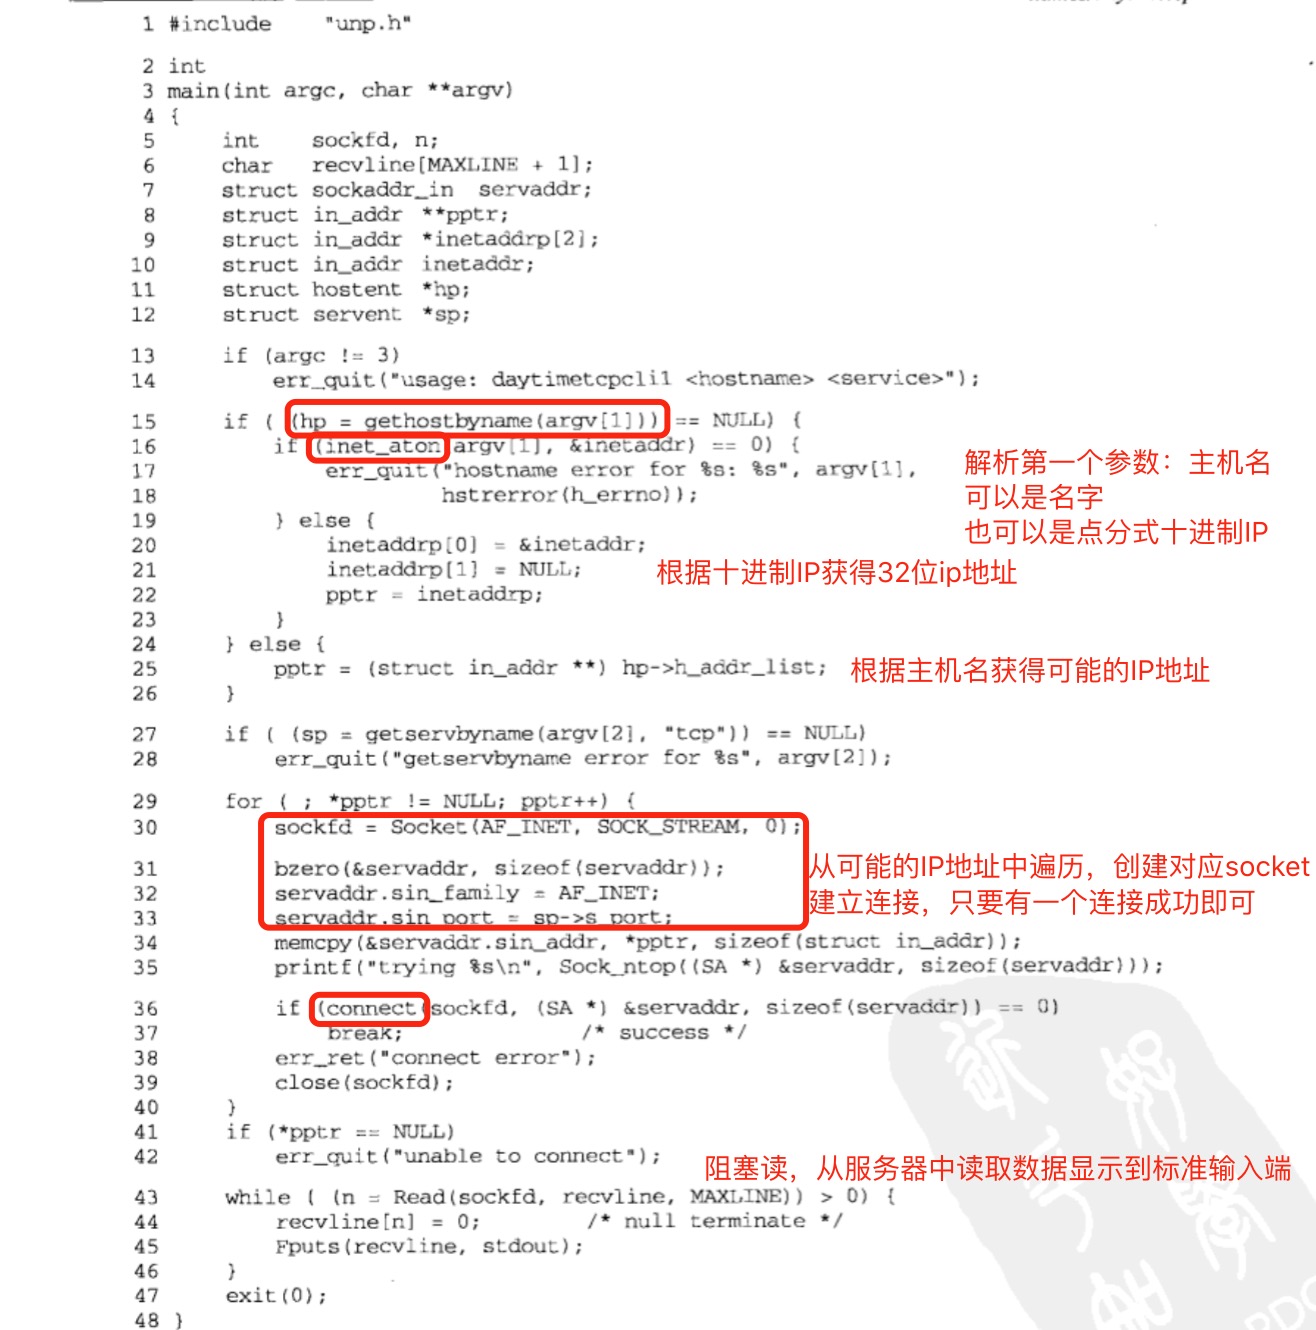 1 #include "unp.h"
2 int
3 main(int argc, char **argv)
4 {
5 int sockfd, n;
6 char recvline[MAXLINE + 1];
7 struct sockaddr_in servaddr;
8 struct in_addr **pptr;
9 struct in_addr *inetaddrp[2];
10 struct in_addr inetaddr;
11 struct hostent *hp;
12 struct servent *sp;
13 if (argc != 3)
14 err_quit("usage: daytimetcpcli1 <hostname> <service>");
15 if ( (hp = gethostbyname(argv[1])) == NULL) {
16 if (inet_aton(argv[1], &inetaddr) == 0) {
17 err_quit("hostname error for %s: %s", argv[1],
18 hstrerror(h_errno));
解析第一个参数：主机名
可以是名字
也可以是点分式十进制IP
19 } else {
20 inetaddrp[0] = &inetaddr;
21 inetaddrp[1] = NULL; 根据十进制IP获得32位ip地址
22 pptr = inetaddrp;
23 }
24 } else {
25 pptr = (struct in_addr **) hp->h_addr_list; 根据主机名获得可能的IP地址
26 }
27 if ( (sp = getservbyname(argv[2], "tcp")) == NULL)
28 err_quit("getservbyname error for %s", argv[2]);
29 for ( ; *pptr != NULL; pptr++) {
30 sockfd = Socket(AF_INET, SOCK_STREAM, 0);
31 bzero(&servaddr, sizeof(servaddr));
32 servaddr.sin_family = AF_INET;
33 servaddr.sin_port = sp->s_port;
从可能的IP地址中遍历，创建对应socket
建立连接，只要有一个连接成功即可
34 memcpy(&servaddr.sin_addr, *pptr, sizeof(struct in_addr));
35 printf("trying %s\n", Sock_ntop((SA *) &servaddr, sizeof(servaddr)));
36 if (connect(sockfd, (SA *) &servaddr, sizeof(servaddr)) == 0)
37 break; /* success */
38 err_ret("connect error");
39 close(sockfd);
40 }
41 if (*pptr == NULL)
42 err_quit("unable to connect");
阻塞读，从服务器中读取数据显示到标准输入端
43 while ( (n = Read(sockfd, recvline, MAXLINE)) > 0) {
44 recvline[n] = 0; /* null terminate */
45 Fputs(recvline, stdout);
46 }
47 exit(0);
48 }